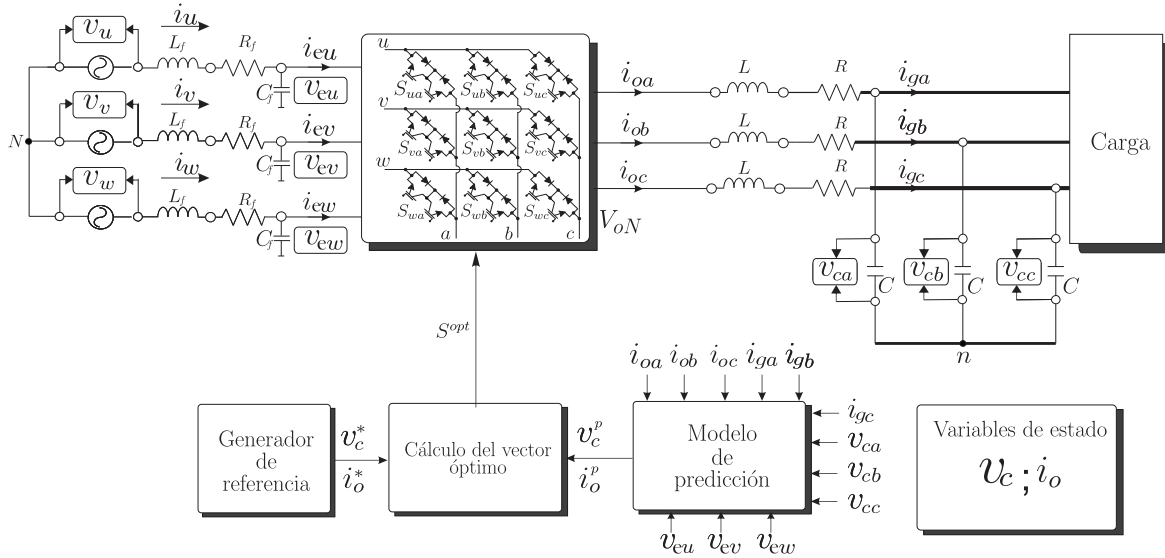 v_u i_u L_f R_f i_eu C_f v_eu
v_v i_v L_f R_f i_ev C_f v_ev
N
v_w i_w L_f R_f i_ew C_f v_ew
u S_ua S_ub S_uc
v S_va S_vb S_vc
w S_wa S_wb S_wc
a b c
i_oa L R i_ga
i_ob L R i_gb
i_oc L R i_gc
V_oN
Carga
v_ca C v_cb C v_cc C
n
S^opt
i_oa i_ob i_oc i_ga i_gb
Generador
de
referencia
v_c^*
i_o^*
Cálculo del vector
óptimo
v_c^p
i_o^p
Modelo
de
predicción
i_gc
v_ca
v_cb
v_cc
v_eu v_ev v_ew
Variables de estado
v_c ; i_o